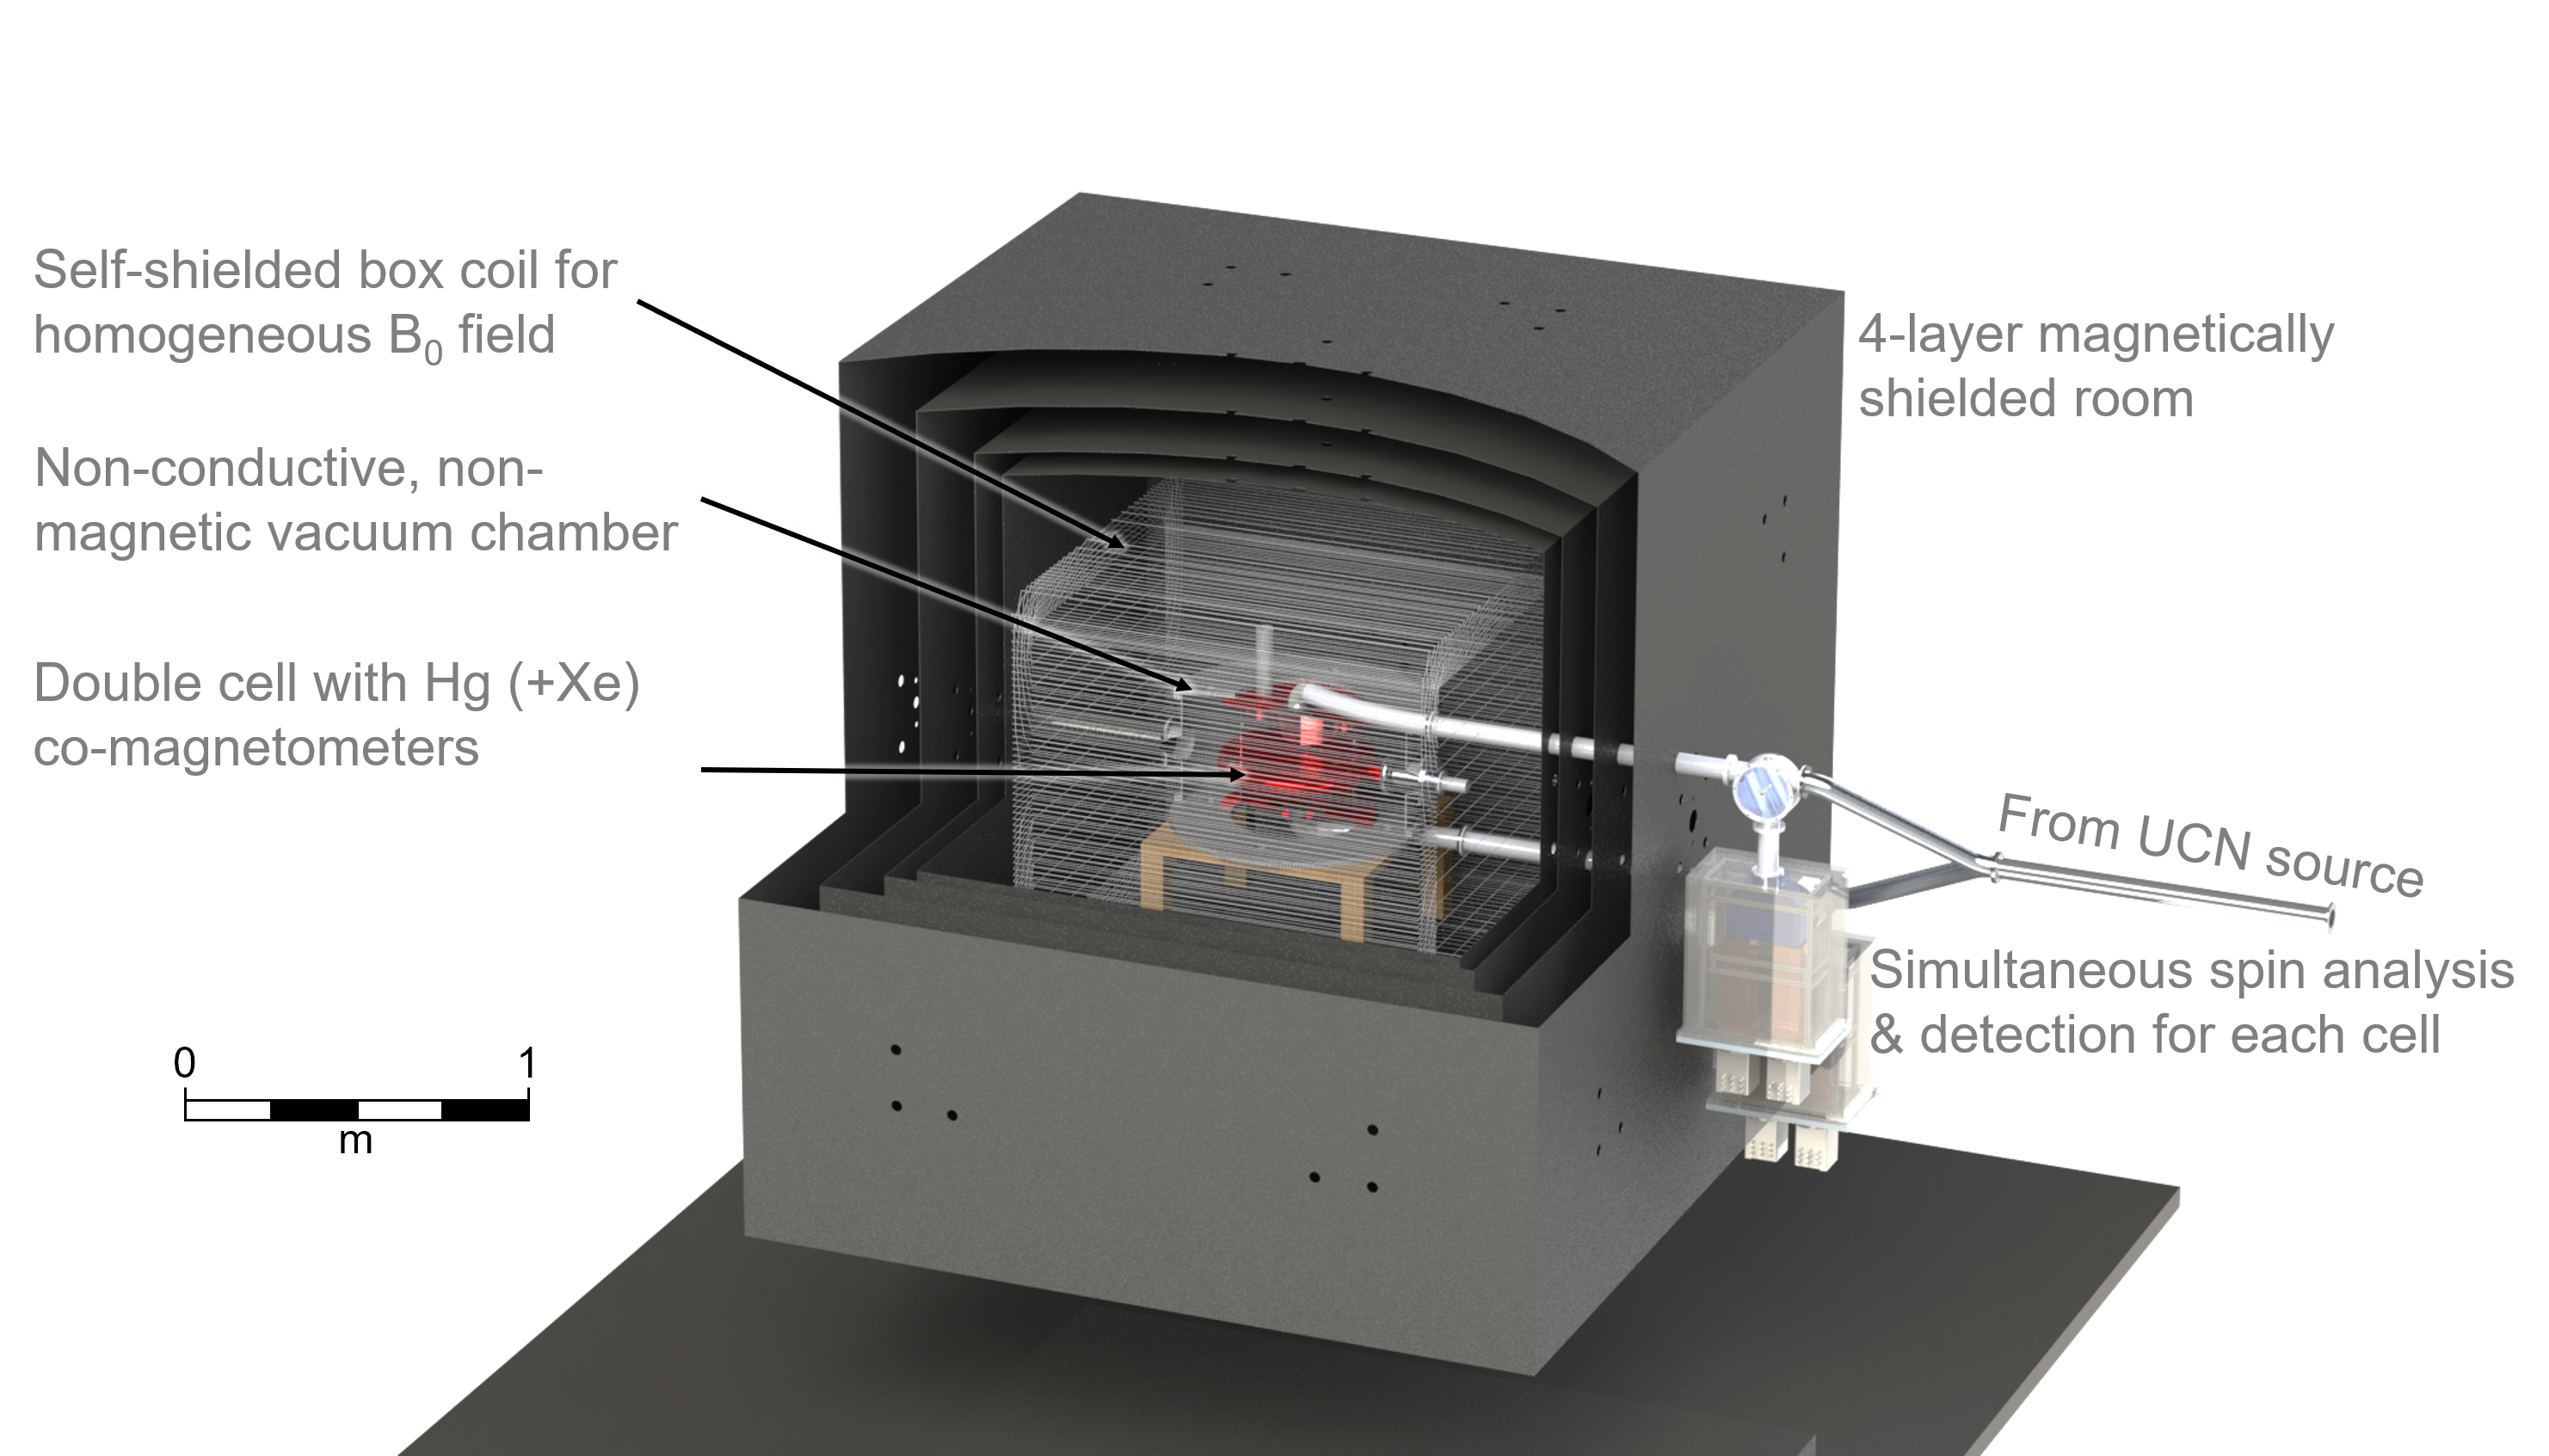 Self-shielded box coil for
homogeneous B₀ field
Non-conductive, non-
magnetic vacuum chamber
Double cell with Hg (+Xe)
co-magnetometers
4-layer magnetically
shielded room
From UCN source
Simultaneous spin analysis
& detection for each cell
0 1
m